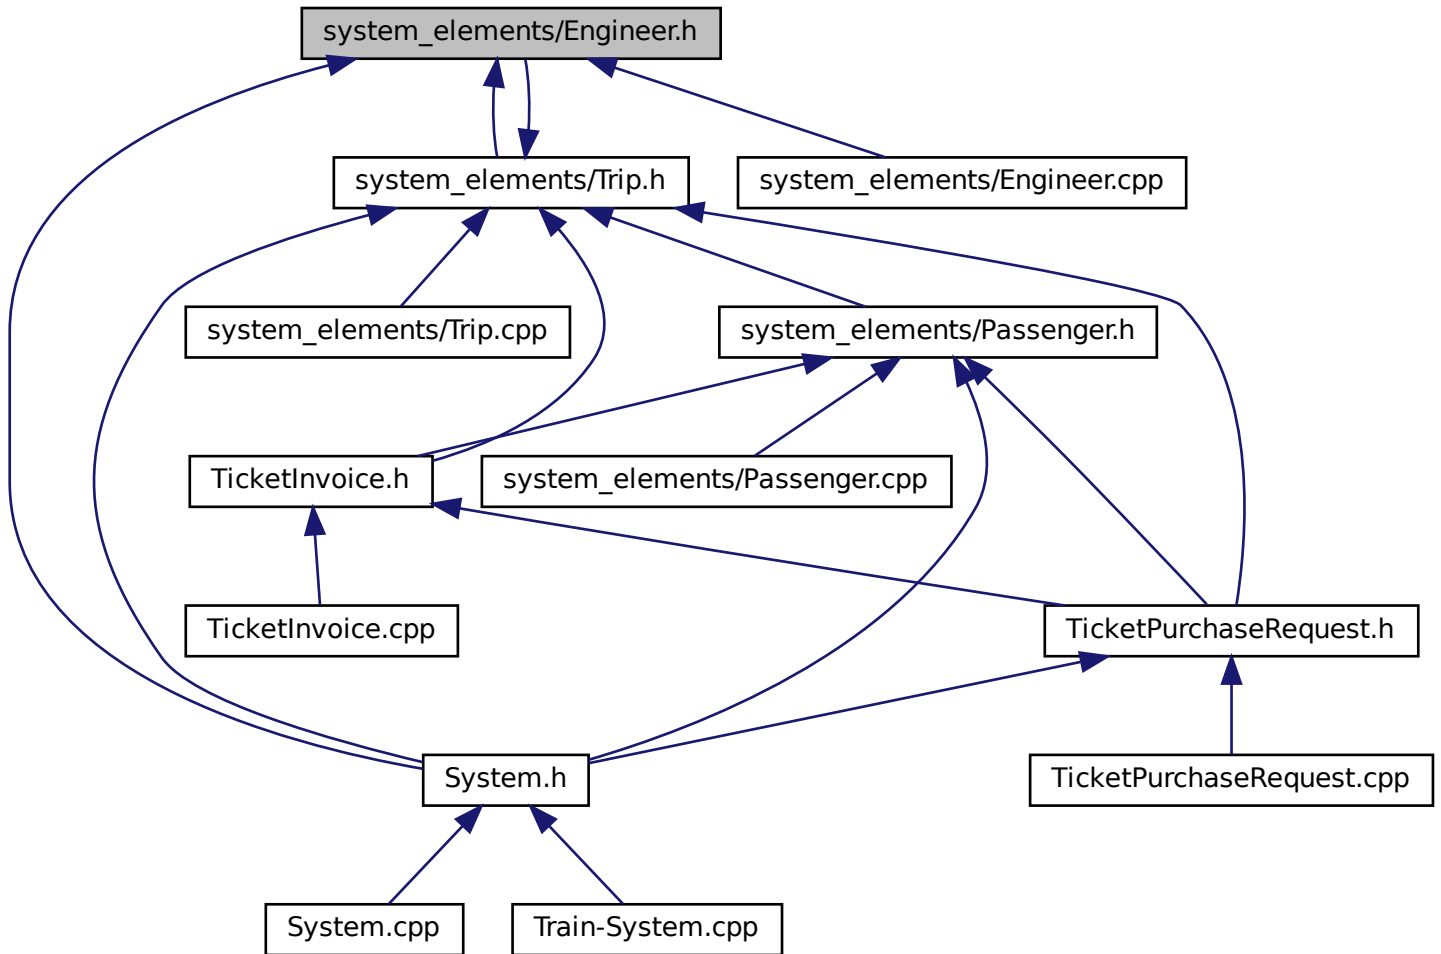 system_elements/Engineer.h
system_elements/Trip.h
system_elements/Engineer.cpp
system_elements/Trip.cpp
system_elements/Passenger.h
TicketInvoice.h
system_elements/Passenger.cpp
TicketInvoice.cpp
TicketPurchaseRequest.h
System.h
TicketPurchaseRequest.cpp
System.cpp
Train-System.cpp